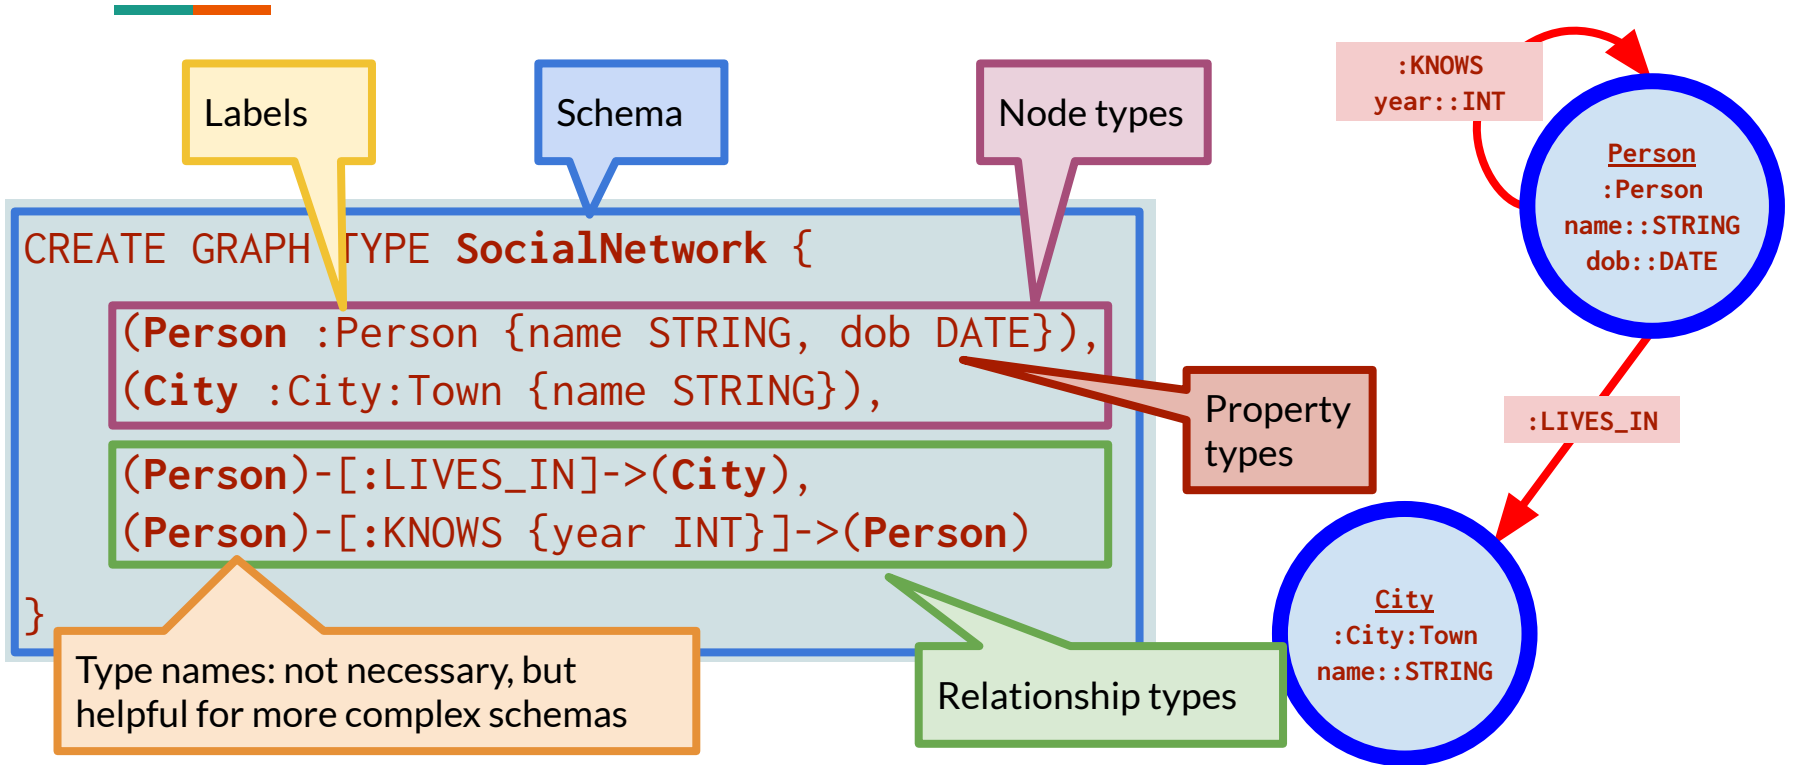 Labels
Schema
Node types
CREATE GRAPH TYPE SocialNetwork {
(Person :Person {name STRING, dob DATE}),
(City :City:Town {name STRING}),
(Person)-[:LIVES_IN]->(City),
(Person)-[:KNOWS {year INT}]->(Person)
}
Property
types
Type names: not necessary, but
helpful for more complex schemas
Relationship types
:KNOWS
year::INT
Person
:Person
name::STRING
dob::DATE
:LIVES_IN
City
:City:Town
name::STRING